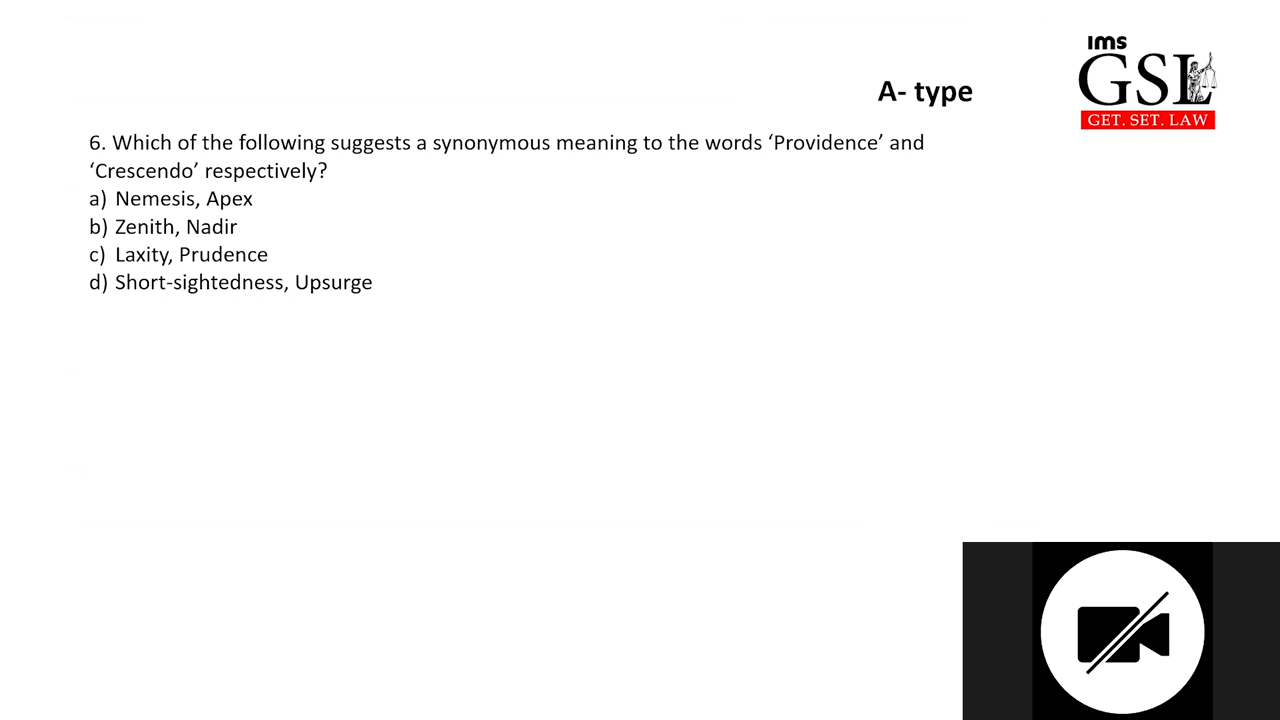 ims
GSL
GET. SET. LAW
A- type
6. Which of the following suggests a synonymous meaning to the words ‘Providence’ and
‘Crescendo’ respectively?
a) Nemesis, Apex
b) Zenith, Nadir
c) Laxity, Prudence
d) Short-sightedness, Upsurge